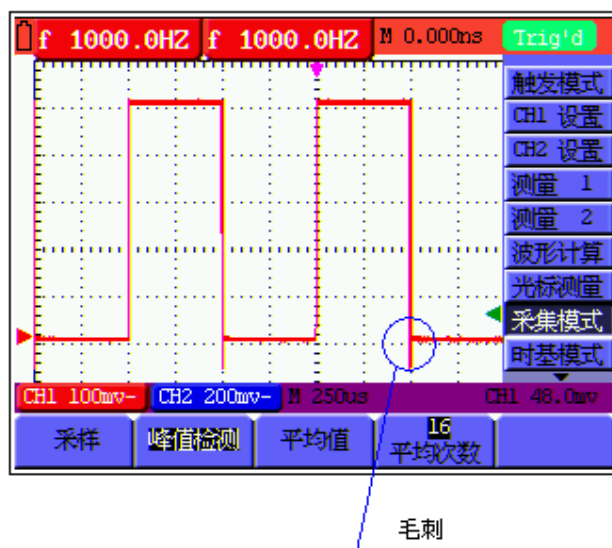 f 1000.0HZ f 1000.0HZ M 0.000ns Trig'd
触发模式
CH1 设置
CH2 设置
测量 1
测量 2
波形计算
光标测量
采集模式
时基模式
CH1 100mv- CH2 200mv- M 250us CH1 48.0mv
采样 峰值检测 平均值 16
平均次数
毛刺